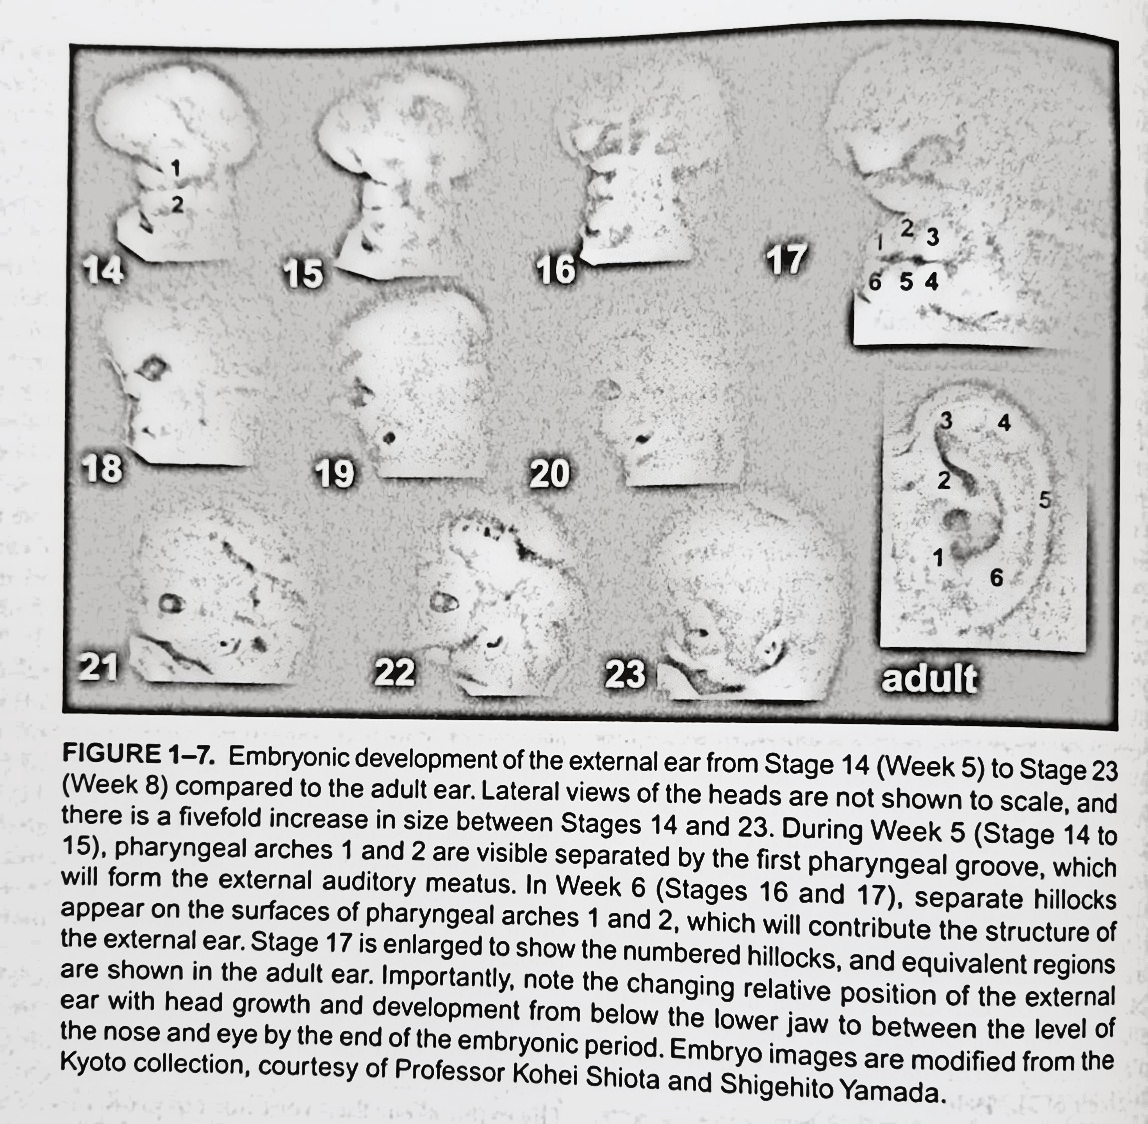 1
2
14
15
16
17
1 2 3
6 5 4
18
19
20
3 4
2
5
1
6
21
22
23
adult
FIGURE 1–7. Embryonic development of the external ear from Stage 14 (Week 5) to Stage 23
(Week 8) compared to the adult ear. Lateral views of the heads are not shown to scale, and
there is a fivefold increase in size between Stages 14 and 23. During Week 5 (Stage 14 to
15), pharyngeal arches 1 and 2 are visible separated by the first pharyngeal groove, which
will form the external auditory meatus. In Week 6 (Stages 16 and 17), separate hillocks
appear on the surfaces of pharyngeal arches 1 and 2, which will contribute the structure of
the external ear. Stage 17 is enlarged to show the numbered hillocks, and equivalent regions
are shown in the adult ear. Importantly, note the changing relative position of the external
ear with head growth and development from below the lower jaw to between the level of
the nose and eye by the end of the embryonic period. Embryo images are modified from the
Kyoto collection, courtesy of Professor Kohei Shiota and Shigehito Yamada.